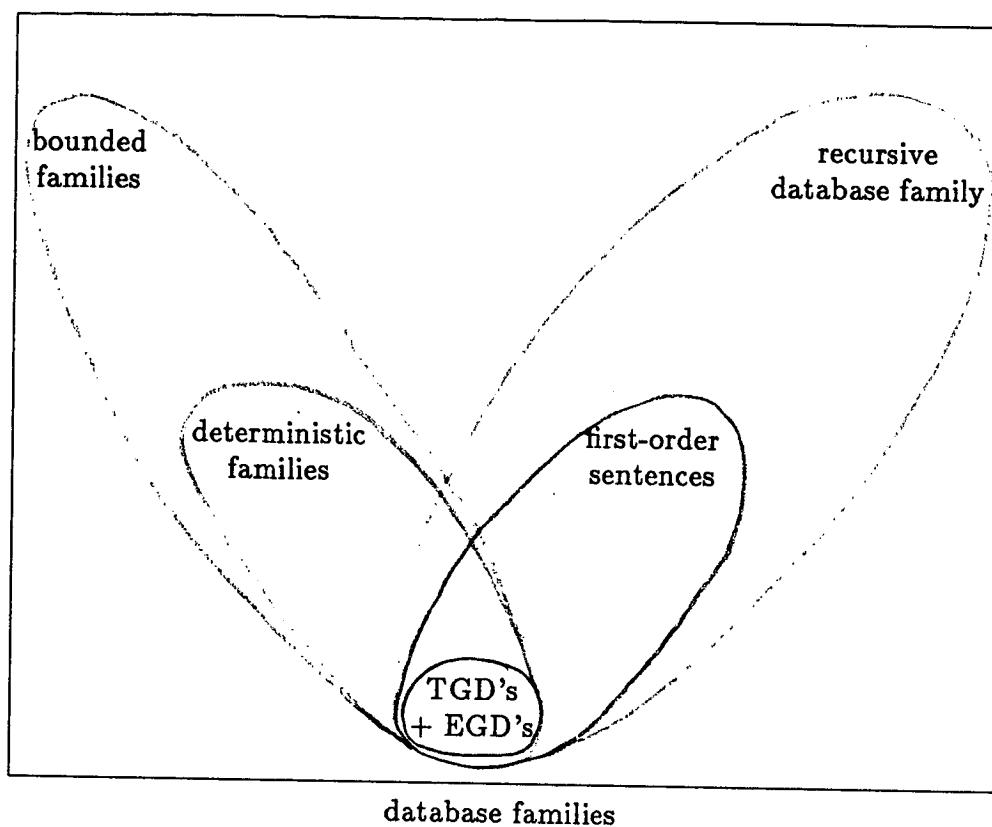 bounded
families
recursive
database family
deterministic
families
first-order
sentences
TGD's
+ EGD's
database families